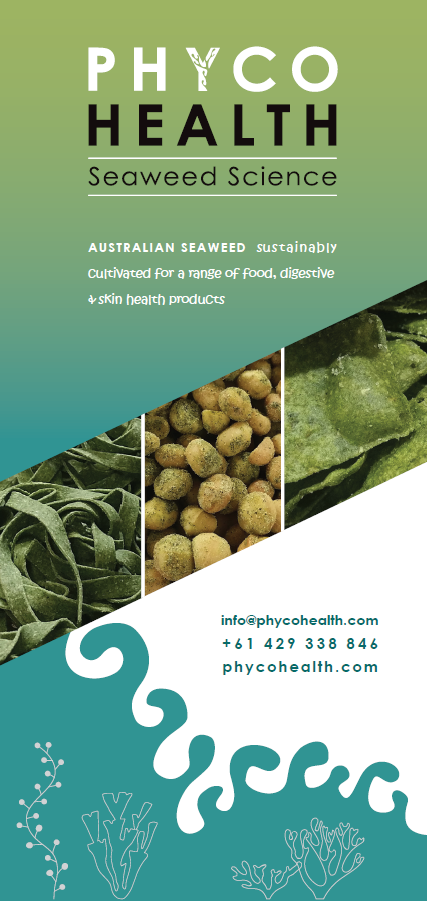 PHYCO
HEALTH
Seaweed Science
AUSTRALIAN SEAWEED sustainably
cultivated for a range of food, digestive
& skin health products
info@phycohealth.com
+61 429 338 846
phycohealth.com